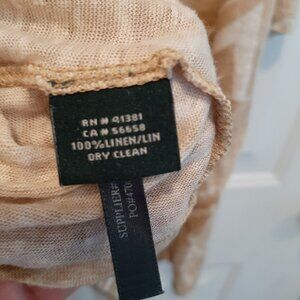 RN # 41381
CA # 56658
100% LINEN/LIN
DRY CLEAN
SUPPLIER#
PO#470